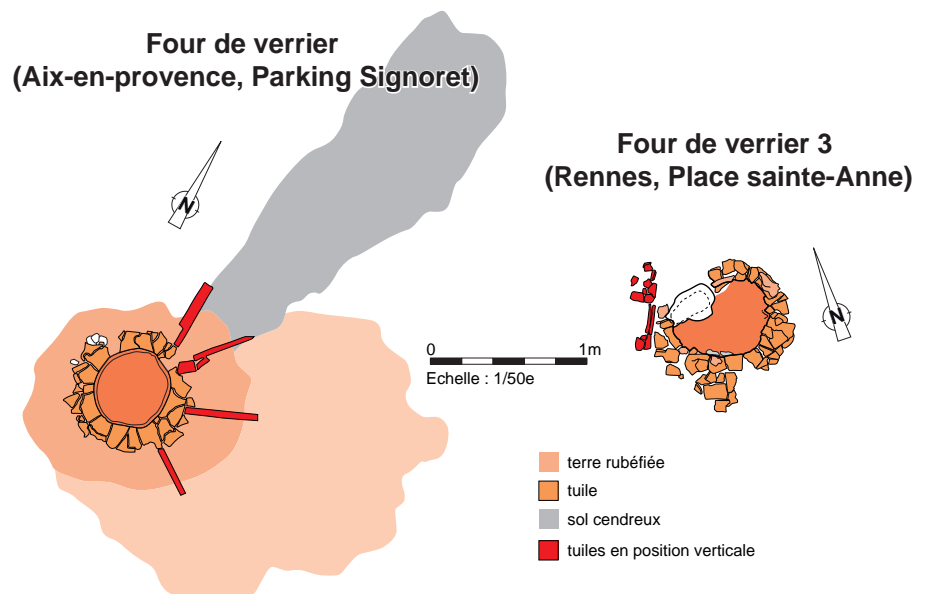 Four de verrier
(Aix-en-provence, Parking Signoret)
N
Four de verrier 3
(Rennes, Place sainte-Anne)
N
0 1m
Echelle : 1/50e
terre rubéfiée
tuile
sol cendreux
tuiles en position verticale